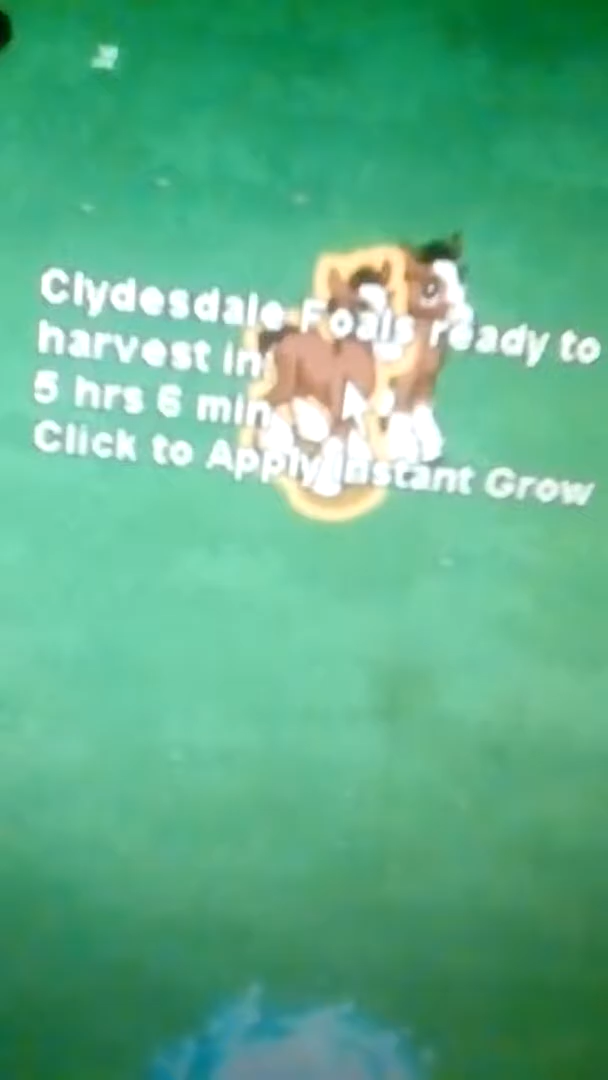 Clydesdale Foals ready to
harvest in:
5 hrs 6 min
Click to Apply Instant Grow